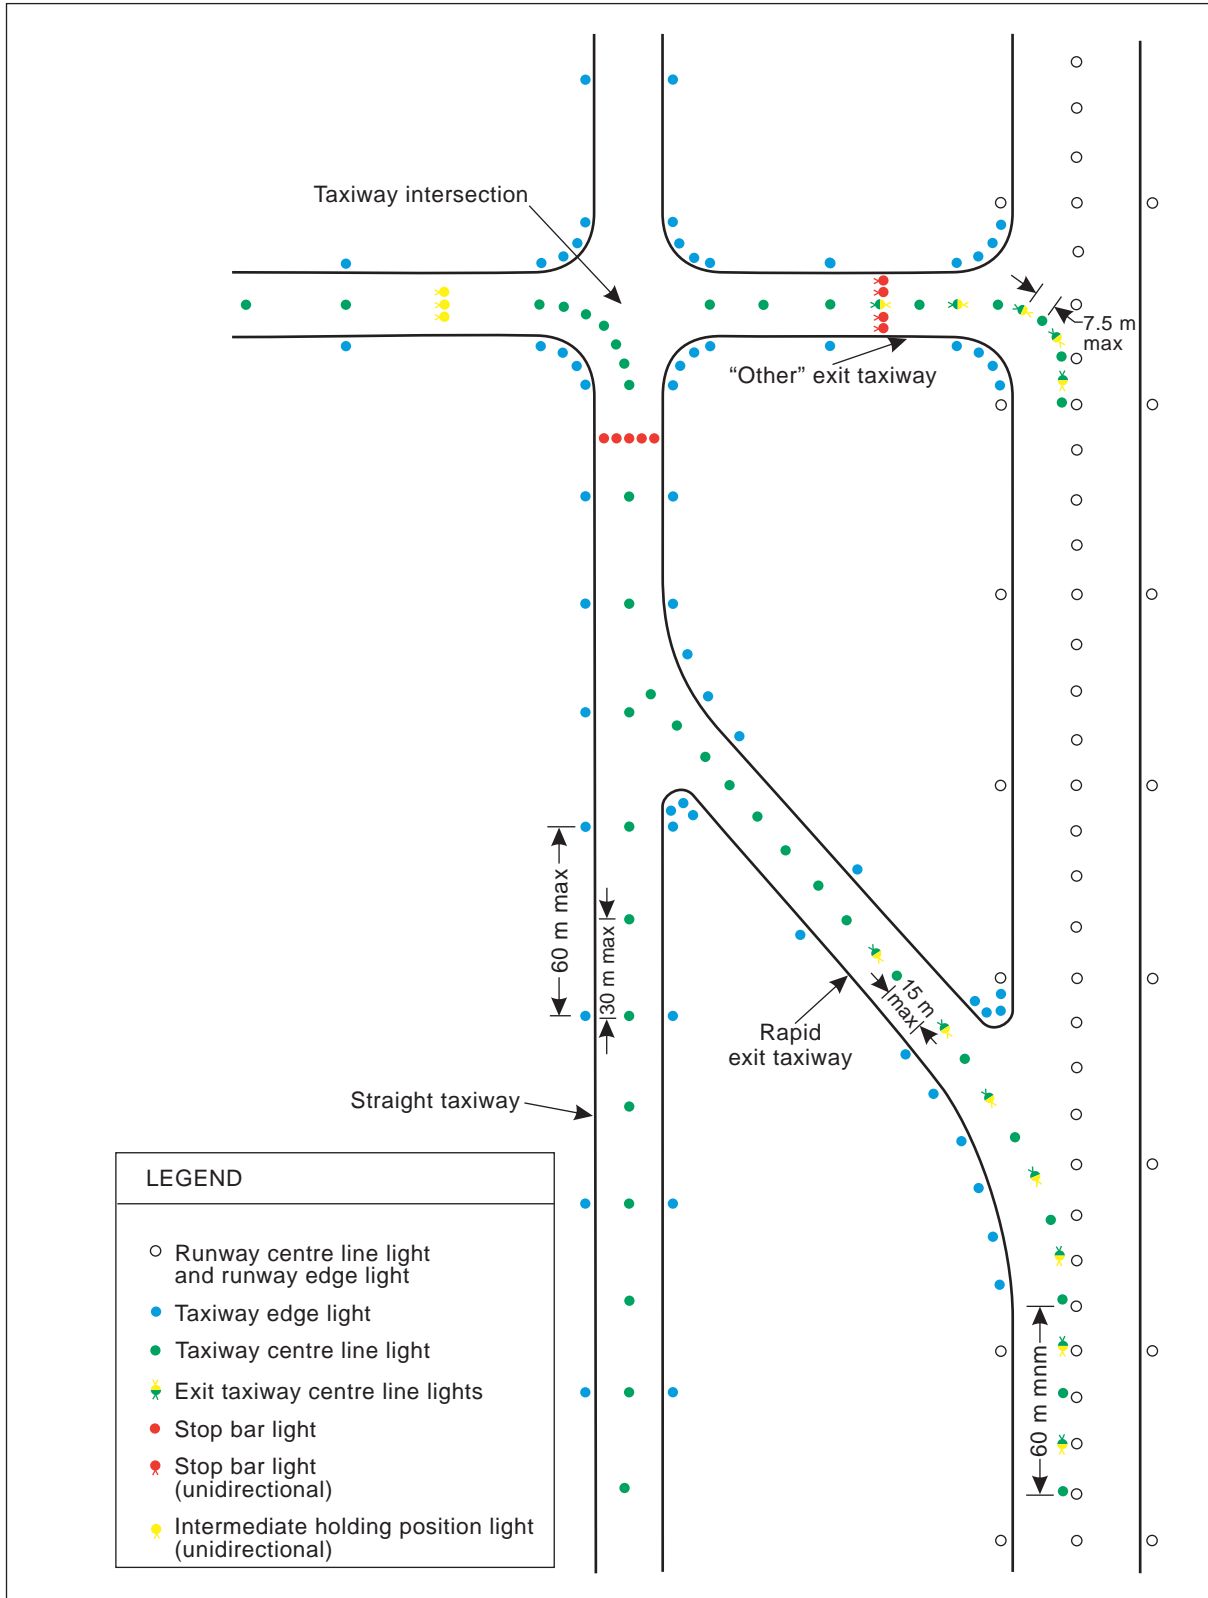 Taxiway intersection
7.5 m
max
“Other” exit taxiway
60 m max
30 m max
15 m
max
Rapid
exit taxiway
Straight taxiway
60 m mnm
LEGEND
Runway centre line light
and runway edge light
Taxiway edge light
Taxiway centre line light
Exit taxiway centre line lights
Stop bar light
Stop bar light
(unidirectional)
Intermediate holding position light
(unidirectional)